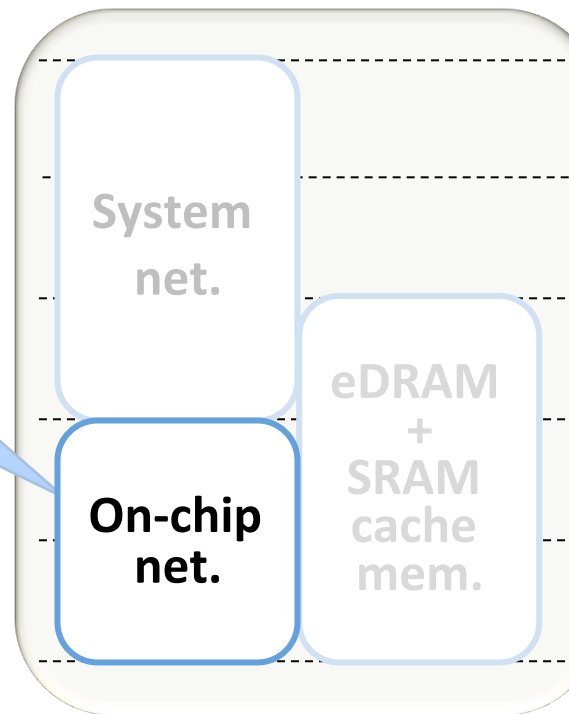 System
net.
eDRAM
+
SRAM
cache
mem.
On-chip
net.